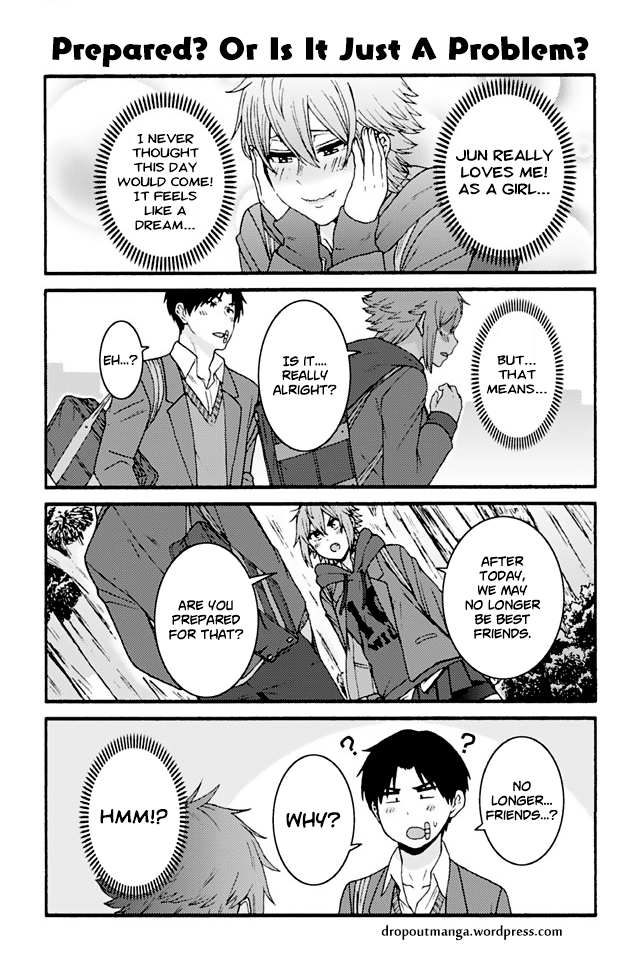 Prepared? Or Is It Just A Problem?
JUN REALLY
LOVES ME!
AS A GIRL...
I NEVER
THOUGHT
THIS DAY
WOULD COME!
IT FEELS
LIKE A
DREAM...
BUT...
THAT
MEANS...
IS IT....
REALLY
ALRIGHT?
EH...?
AFTER
TODAY,
WE MAY
NO LONGER
BE BEST
FRIENDS.
ARE YOU
PREPARED
FOR THAT?
10
WIL
? ?
NO
LONGER...
FRIENDS...?
WHY?
HMM!?
dropoutmanga.wordpress.com